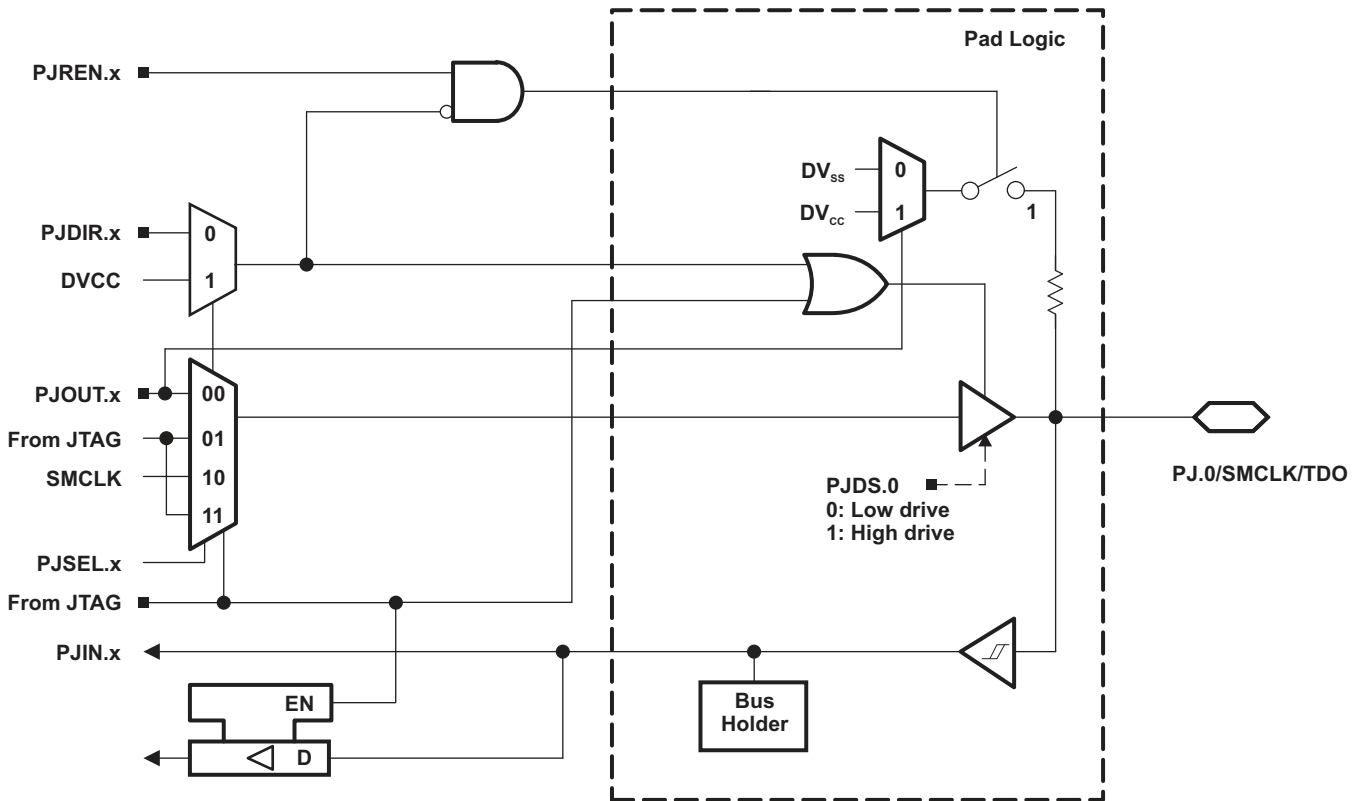 Pad Logic
PJREN.x
DVss
0
DVcc
1
1
PJDIR.x
0
DVCC
1
PJOUT.x
00
From JTAG
01
SMCLK
10
11
PJDS.0
0: Low drive
1: High drive
PJ.0/SMCLK/TDO
PJSEL.x
From JTAG
PJIN.x
Bus
Holder
EN
D